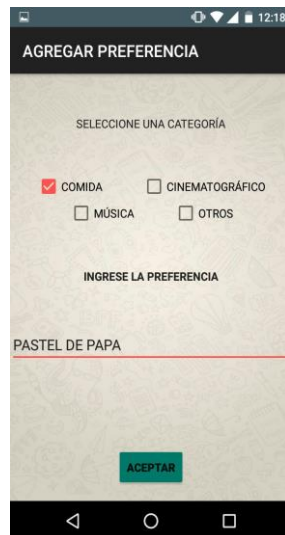 12:18
AGREGAR PREFERENCIA
SELECCIONE UNA CATEGORÍA
COMIDA CINEMATOGRÁFICO
MÚSICA OTROS
INGRESE LA PREFERENCIA
PASTEL DE PAPA
ACEPTAR